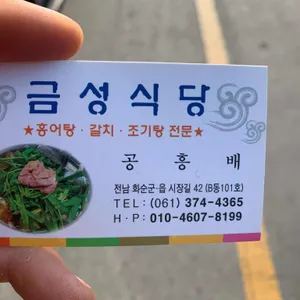 금성식당
★홍어탕·갈치·조기탕 전문★
공 흥 배
전남 화순군·읍 시장길 42 (B동101호)
TEL: (061) 374-4365
H·P: 010-4607-8199